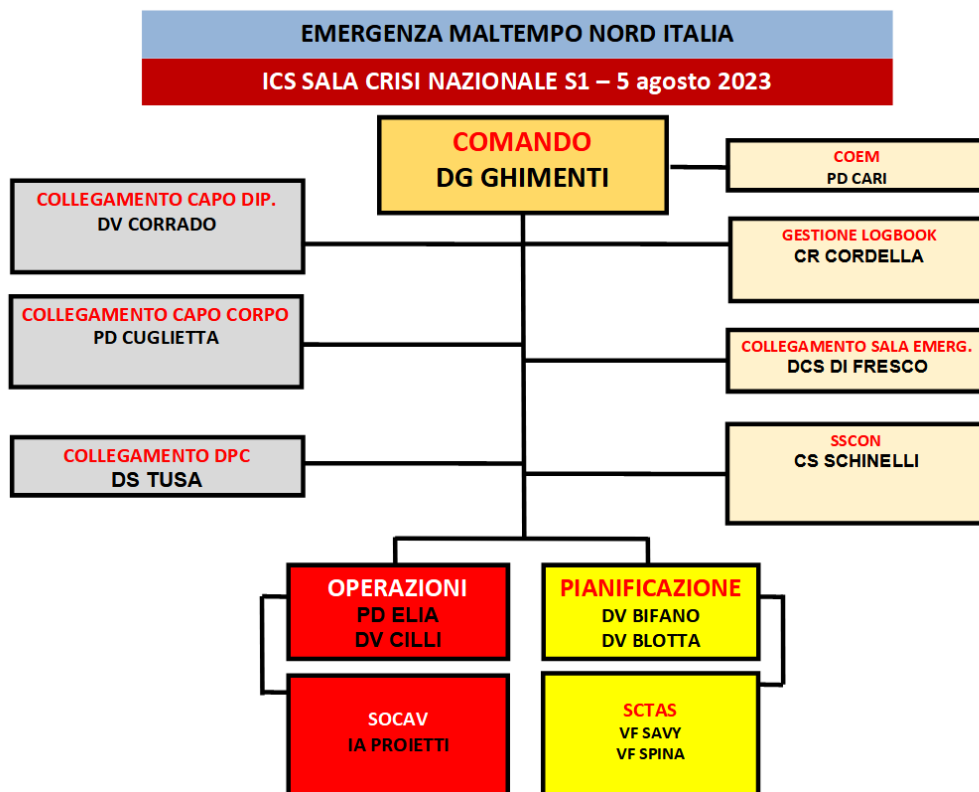 EMERGENZA MALTEMPO NORD ITALIA
ICS SALA CRISI NAZIONALE S1 – 5 agosto 2023
COMANDO
DG GHIMENTI
COEM
PD CARI
COLLEGAMENTO CAPO DIP.
DV CORRADO
GESTIONE LOGBOOK
CR CORDELLA
COLLEGAMENTO CAPO CORPO
PD CUGLIETTA
COLLEGAMENTO SALA EMERG.
DCS DI FRESCO
COLLEGAMENTO DPC
DS TUSA
SSCON
CS SCHINELLI
OPERAZIONI
PD ELIA
DV CILLI
PIANIFICAZIONE
DV BIFANO
DV BLOTTA
SOCAV
IA PROIETTI
SCTAS
VF SAVY
VF SPINA